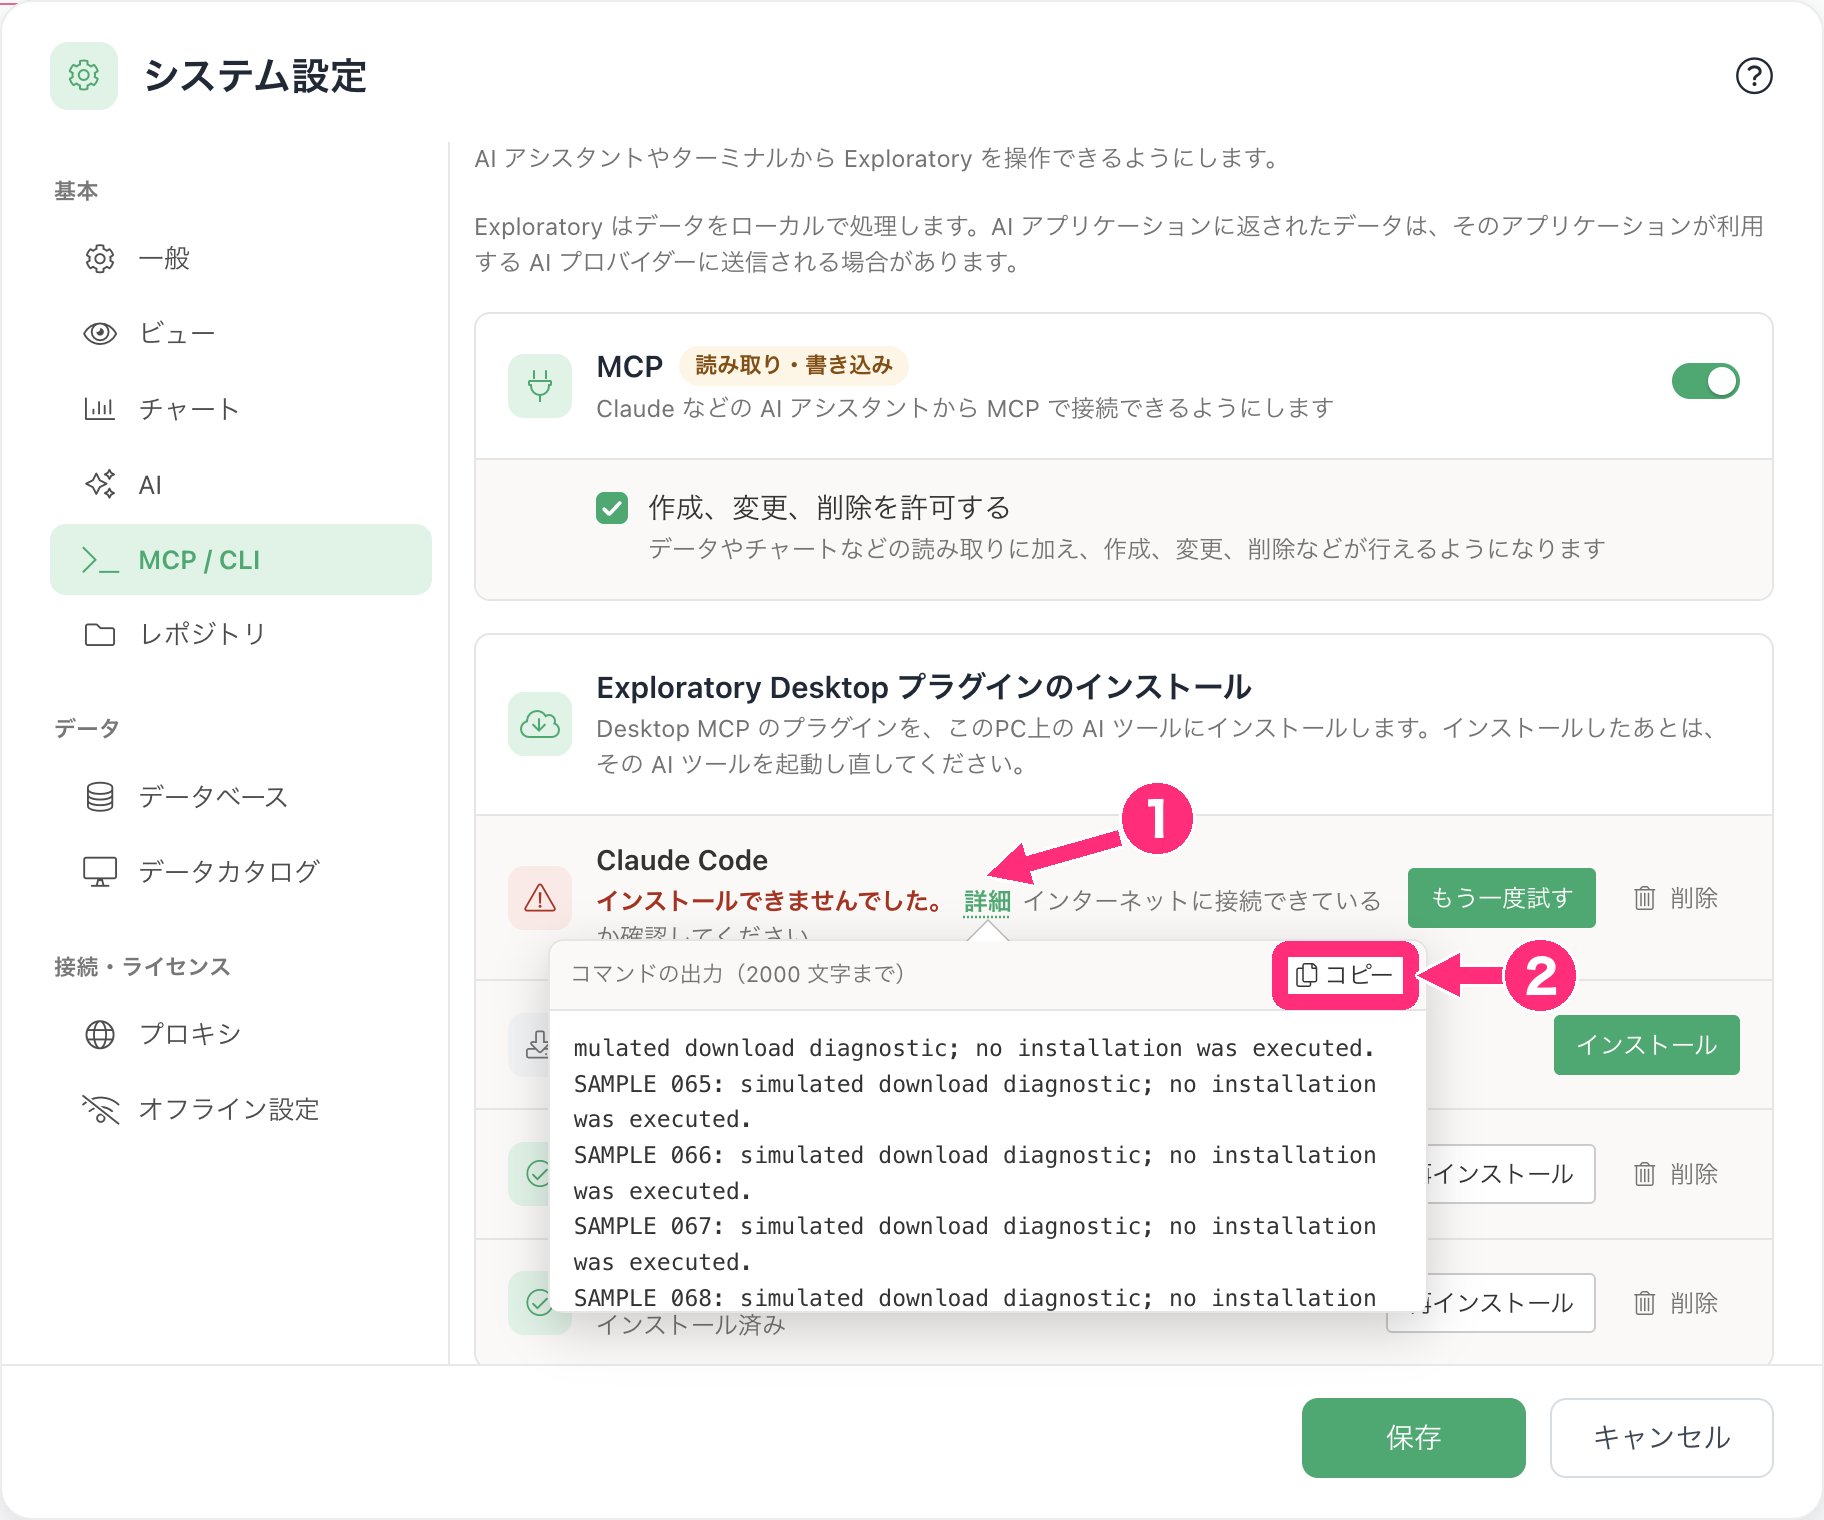 システム設定
基本
一般
ビュー
チャート
AI
MCP / CLI
レポジトリ
データ
データベース
データカタログ
接続・ライセンス
プロキシ
オフライン設定
AI アシスタントやターミナルから Exploratory を操作できるようにします。
Exploratory はデータをローカルで処理します。AI アプリケーションに返されたデータは、そのアプリケーションが利用
する AI プロバイダーに送信される場合があります。
MCP 読み取り・書き込み
Claude などの AI アシスタントから MCP で接続できるようにします
作成、変更、削除を許可する
データやチャートなどの読み取りに加え、作成、変更、削除などが行えるようになります
Exploratory Desktop プラグインのインストール
Desktop MCP のプラグインを、このPC上の AI ツールにインストールします。インストールしたあとは、
その AI ツールを起動し直してください。
1
Claude Code
インストールできませんでした。 詳細 インターネットに接続できている
か確認してください
もう一度試す 削除
コマンドの出力（2000 文字まで） コピー 2
mulated download diagnostic; no installation was executed.
SAMPLE 065: simulated download diagnostic; no installation
was executed.
SAMPLE 066: simulated download diagnostic; no installation
was executed.
SAMPLE 067: simulated download diagnostic; no installation
was executed.
SAMPLE 068: simulated download diagnostic; no installation
インストール
インストール 削除
インストール 削除
インストール済み
保存 キャンセル